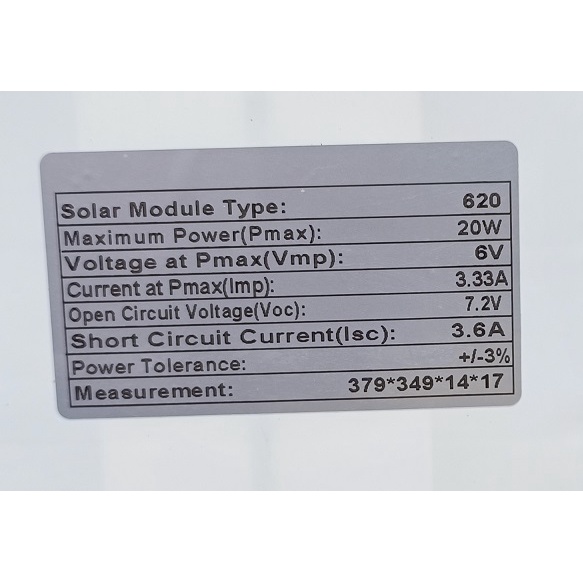 Solar Module Type: 620
Maximum Power(Pmax): 20W
Voltage at Pmax(Vmp): 6V
Current at Pmax(Imp): 3.33A
Open Circuit Voltage(Voc): 7.2V
Short Circuit Current(Isc): 3.6A
Power Tolerance: +/-3%
Measurement: 379*349*14*17